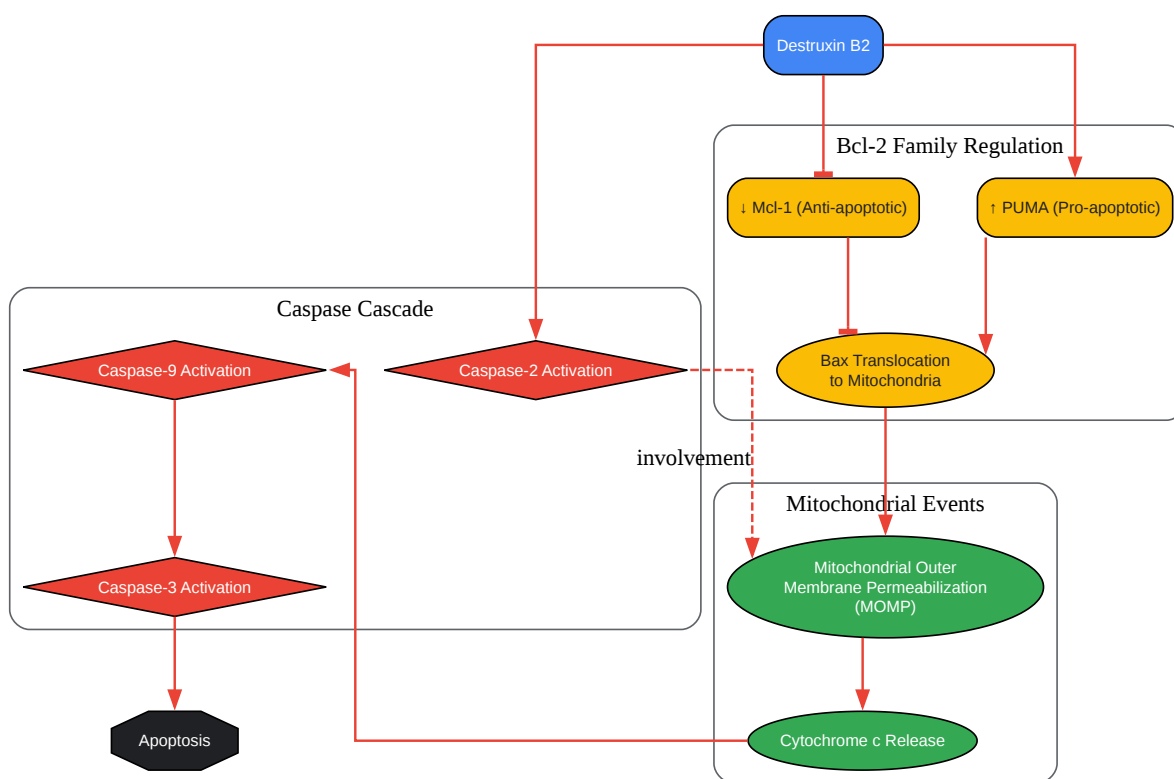 Destruxin B2
Bcl-2 Family Regulation
↓ Mcl-1 (Anti-apoptotic)
↑ PUMA (Pro-apoptotic)
Caspase Cascade
Caspase-9 Activation
Caspase-2 Activation
Bax Translocation
to Mitochondria
involvement
Mitochondrial Events
Caspase-3 Activation
Mitochondrial Outer
Membrane Permeabilization
(MOMP)
Apoptosis
Cytochrome c Release